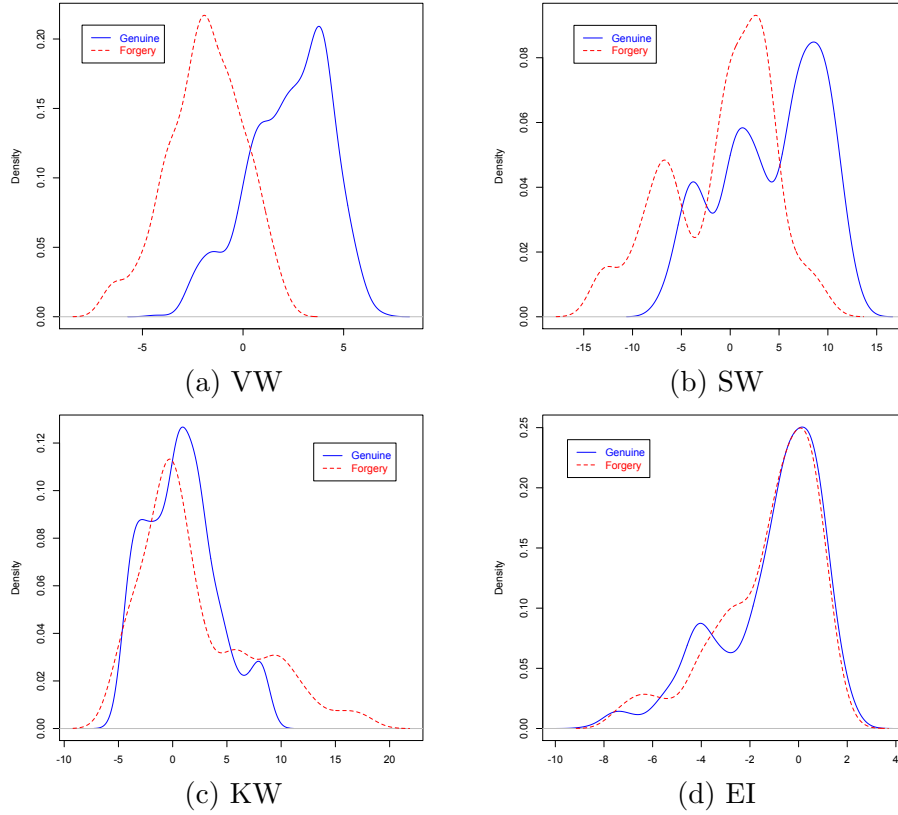 Genuine
Forgery
Density
0.00 0.05 0.10 0.15 0.20
-5 0 5
(a) VW
Genuine
Forgery
Density
0.00 0.02 0.04 0.06 0.08
-15 -10 -5 0 5 10 15
(b) SW
Genuine
Forgery
Density
0.00 0.02 0.04 0.06 0.08 0.10 0.12
-10 -5 0 5 10 15 20
(c) KW
Genuine
Forgery
Density
0.00 0.05 0.10 0.15 0.20 0.25
-10 -8 -6 -4 -2 0 2 4
(d) EI